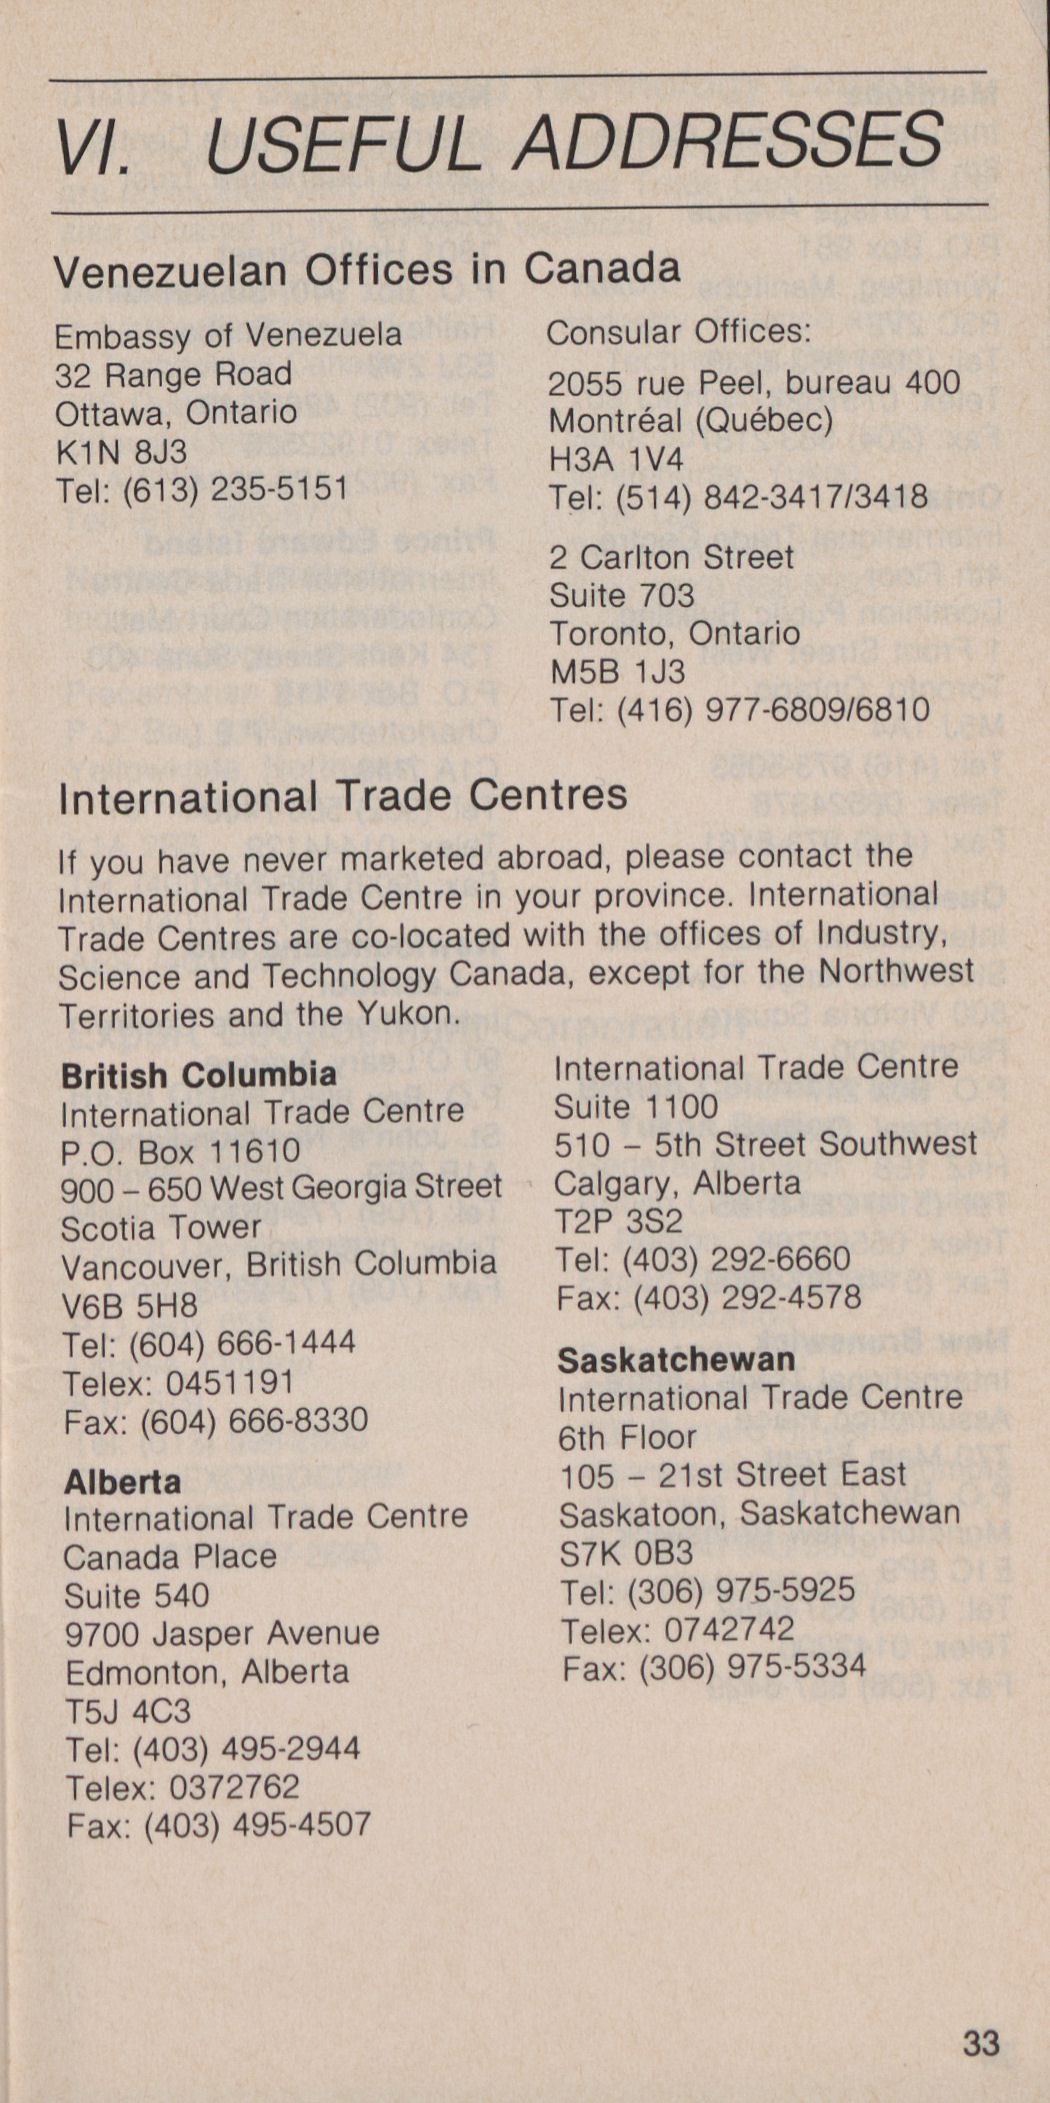 VI. USEFUL ADDRESSES
Venezuelan Offices in Canada
Embassy of Venezuela
32 Range Road
Ottawa, Ontario
K1N 8J3
Tel: (613) 235-5151
Consular Offices:
2055 rue Peel, bureau 400
Montréal (Québec)
H3A 1V4
Tel: (514) 842-3417/3418
2 Carlton Street
Suite 703
Toronto, Ontario
M5B 1J3
Tel: (416) 977-6809/6810
International Trade Centres
If you have never marketed abroad, please contact the
International Trade Centre in your province. International
Trade Centres are co-located with the offices of Industry,
Science and Technology Canada, except for the Northwest
Territories and the Yukon.
British Columbia
International Trade Centre
P.O. Box 11610
900 – 650 West Georgia Street
Scotia Tower
Vancouver, British Columbia
V6B 5H8
Tel: (604) 666-1444
Telex: 0451191
Fax: (604) 666-8330
Alberta
International Trade Centre
Canada Place
Suite 540
9700 Jasper Avenue
Edmonton, Alberta
T5J 4C3
Tel: (403) 495-2944
Telex: 0372762
Fax: (403) 495-4507
International Trade Centre
Suite 1100
510 – 5th Street Southwest
Calgary, Alberta
T2P 3S2
Tel: (403) 292-6660
Fax: (403) 292-4578
Saskatchewan
International Trade Centre
6th Floor
105 – 21st Street East
Saskatoon, Saskatchewan
S7K 0B3
Tel: (306) 975-5925
Telex: 0742742
Fax: (306) 975-5334
33